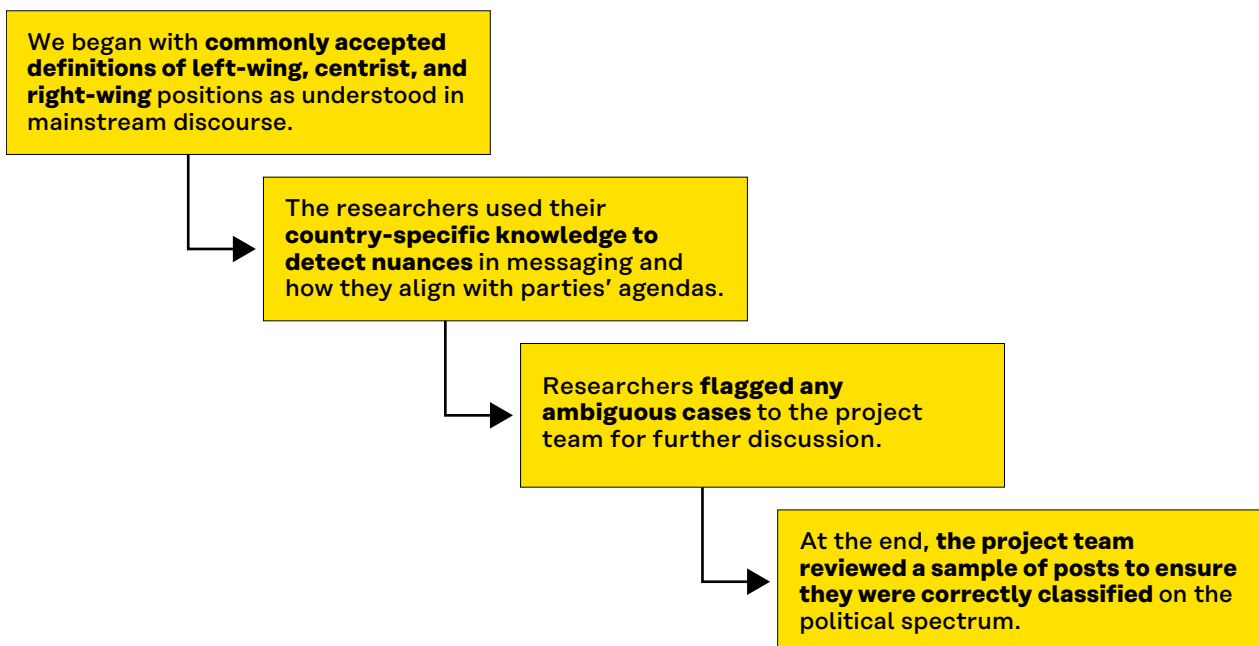 We began with commonly accepted
definitions of left-wing, centrist, and
right-wing positions as understood in
mainstream discourse.
The researchers used their
country-specific knowledge to
detect nuances in messaging and
how they align with parties’ agendas.
Researchers flagged any
ambiguous cases to the project
team for further discussion.
At the end, the project team
reviewed a sample of posts to ensure
they were correctly classified on the
political spectrum.